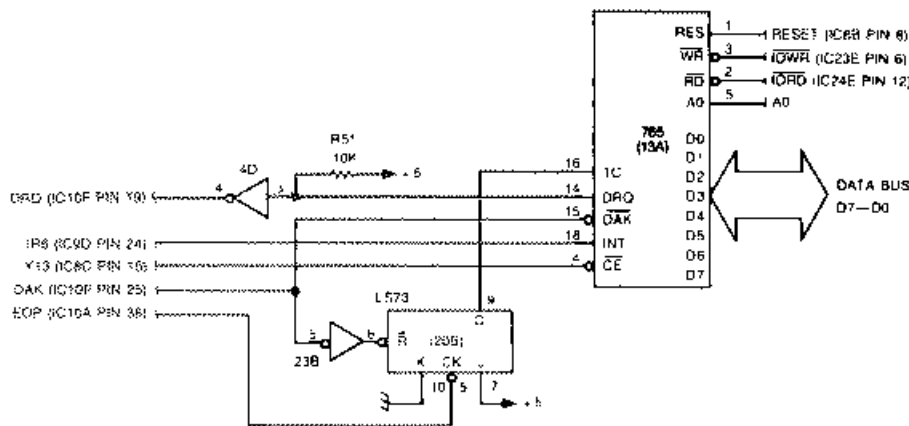 RES 1 RESET (IC6B PIN 8)
WR 3 IOWR (IC23E PIN 6)
RD 2 IORD (IC24E PIN 12)
A0 5 A0
765
(13A)
D0
D1
D2
D3
D4
D5
D6
D7
DATA BUS
D7—D0
R51
10K
+5
4D
4
3
16 TC
14 DRQ
15 DAK
18 INT
4 CE
DRQ (IC10F PIN 19)
IR6 (IC9D PIN 24)
Y13 (IC8C PIN 15)
DAK (IC10F PIN 25)
EOP (IC10A PIN 36)
LS73
9
Q
5
6
23B
R
K
CK
J
10
5
7
+5